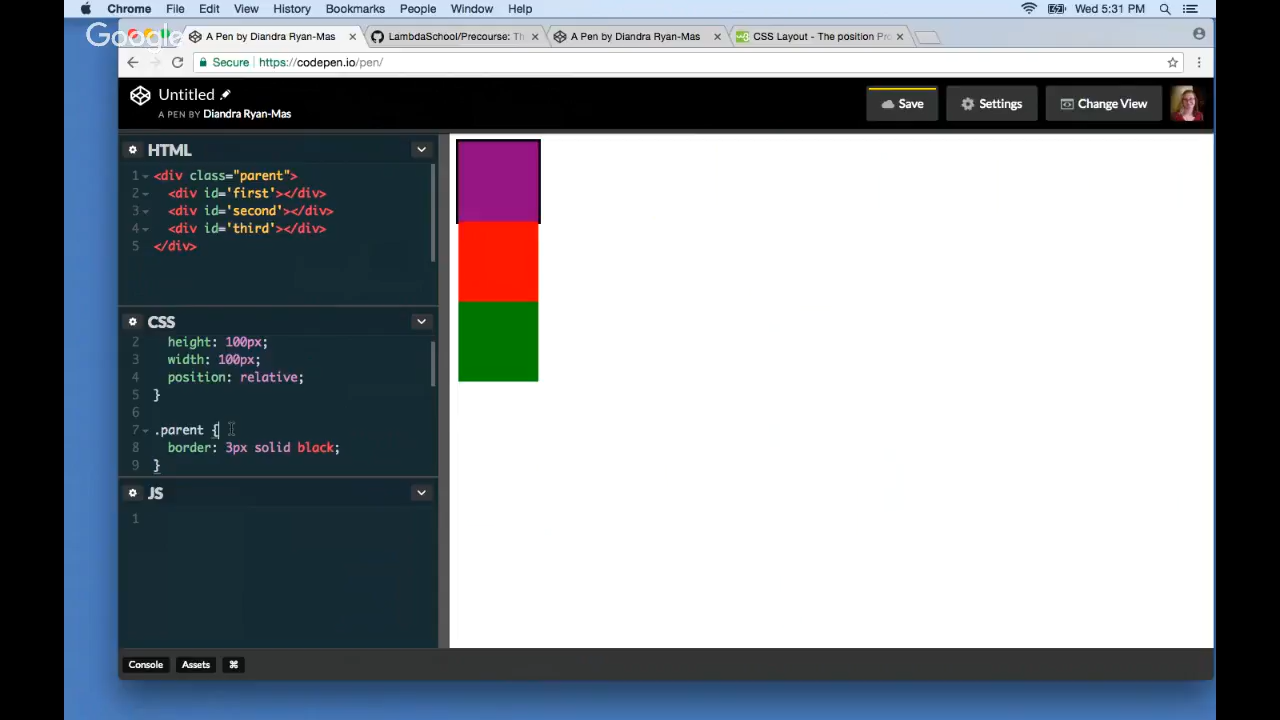 Chrome File Edit View History Bookmarks People Window Help Wed 5:31 PM
Google
A Pen by Diandra Ryan-Mas × LambdaSchool/Precourse: Th × A Pen by Diandra Ryan-Mas × CSS Layout - The position Pro ×
Secure https://codepen.io/pen/
Untitled
A PEN BY Diandra Ryan-Mas
Save Settings Change View
HTML
1 <div class="parent">
2 <div id='first'></div>
3 <div id='second'></div>
4 <div id='third'></div>
5 </div>
CSS
2 height: 100px;
3 width: 100px;
4 position: relative;
5 }
6
7 .parent {
8 border: 3px solid black;
9 }
JS
1
Console Assets ⌘